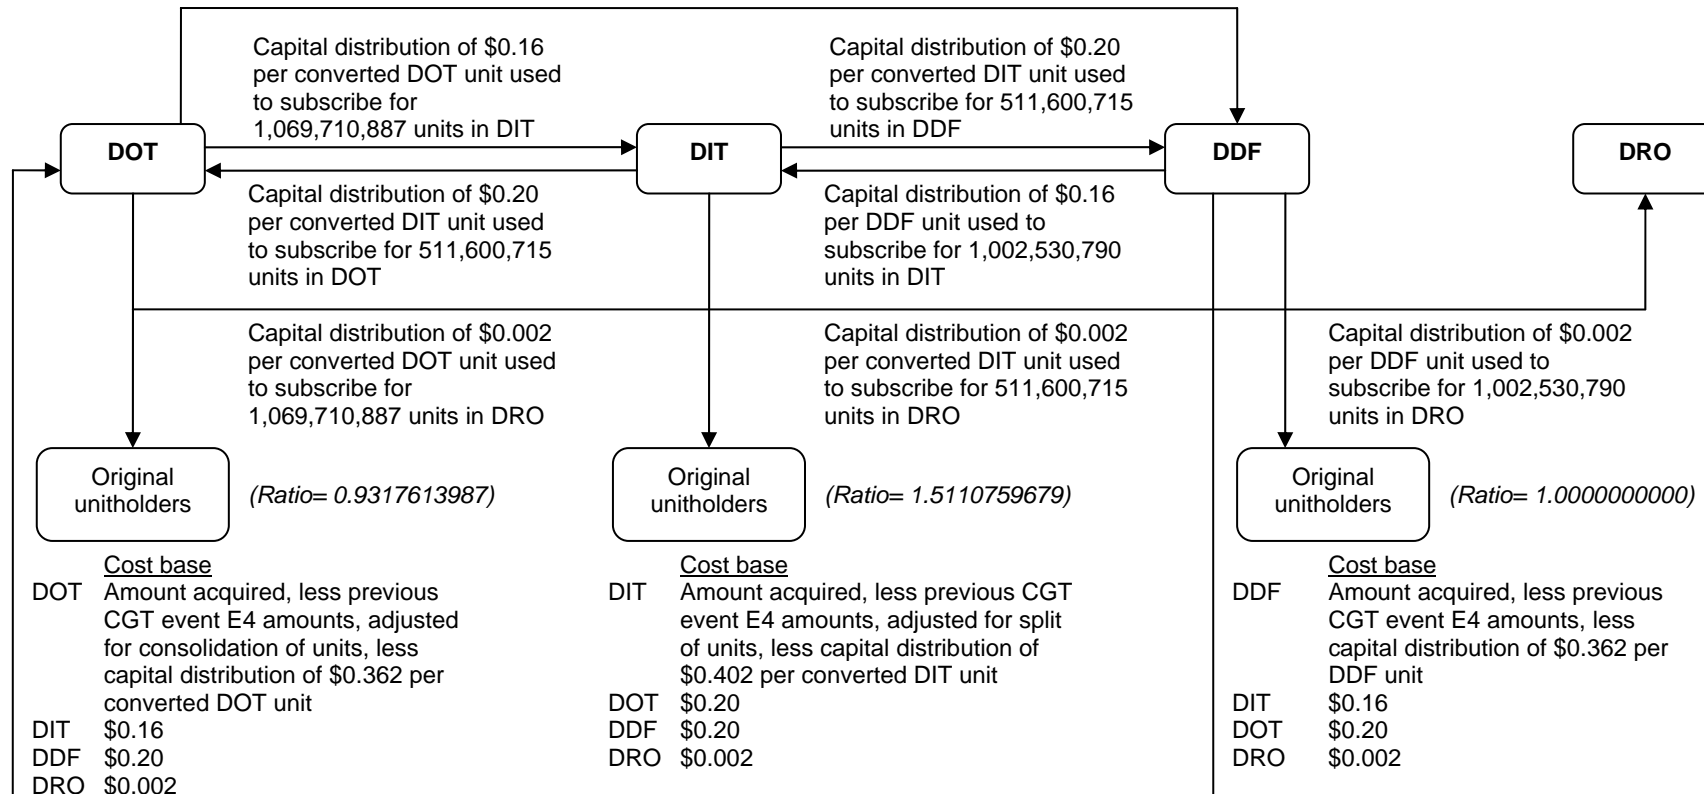 Capital distribution of $0.16
per converted DOT unit used
to subscribe for
1,069,710,887 units in DIT
Capital distribution of $0.20
per converted DIT unit used
to subscribe for 511,600,715
units in DDF
DOT
DIT
DDF
DRO
Capital distribution of $0.20
per converted DIT unit used
to subscribe for 511,600,715
units in DOT
Capital distribution of $0.16
per DDF unit used to
subscribe for 1,002,530,790
units in DIT
Capital distribution of $0.002
per converted DOT unit used
to subscribe for
1,069,710,887 units in DRO
Capital distribution of $0.002
per converted DIT unit used
to subscribe for 511,600,715
units in DRO
Capital distribution of $0.002
per DDF unit used to
subscribe for 1,002,530,790
units in DRO
Original
unitholders
(Ratio= 0.9317613987)
Original
unitholders
(Ratio= 1.5110759679)
Original
unitholders
(Ratio= 1.0000000000)
Cost base
DOT Amount acquired, less previous
CGT event E4 amounts, adjusted
for consolidation of units, less
capital distribution of $0.362 per
converted DOT unit
DIT $0.16
DDF $0.20
DRO $0.002
Cost base
DIT Amount acquired, less previous CGT
event E4 amounts, adjusted for split
of units, less capital distribution of
$0.402 per converted DIT unit
DOT $0.20
DDF $0.20
DRO $0.002
Cost base
DDF Amount acquired, less previous
CGT event E4 amounts, less
capital distribution of $0.362 per
DDF unit
DIT $0.16
DOT $0.20
DRO $0.002